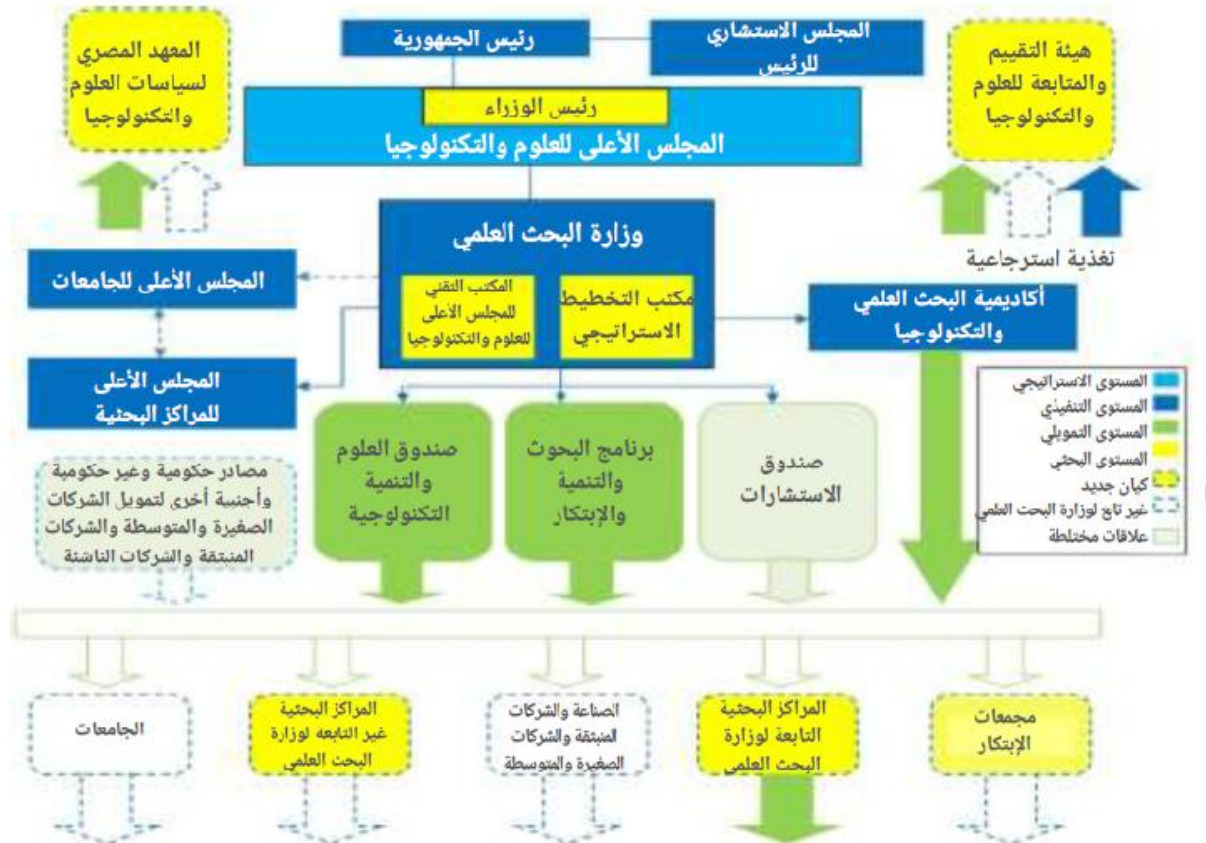 المعهد المصري
لسياسات العلوم
والتكنولوجيا
رئيس الجمهورية
المجلس الاستشاري
للرئيس
هيئة التقييم
والمتابعة للعلوم
والتكنولوجيا
رئيس الوزراء
المجلس الأعلى للعلوم والتكنولوجيا
وزارة البحث العلمي
المكتب التقني
للمجلس الأعلى
للعلوم والتكنولوجيا
مكتب التخطيط
الاستراتيجي
تغذية استرجاعية
المجلس الأعلى للجامعات
أكاديمية البحث العلمي
والتكنولوجيا
المجلس الأعلى
للمراكز البحثية
المستوى الاستراتيجي
المستوى التنفيذي
المستوى التمويلي
المستوى البحثي
كيان جديد
غير تابع لوزارة البحث العلمي
علاقات مختلطة
مصادر حكومية وغير حكومية
وأجنبية أخرى لتمويل الشركات
الصغيرة والمتوسطة والشركات
المنبثقة والشركات الناشئة
صندوق العلوم
والتنمية
التكنولوجية
برنامج البحوث
والتنمية
والإبتكار
صندوق
الاستشارات
الجامعات
المراكز البحثية
غير التابعة لوزارة
البحث العلمي
الصناعة والشركات
المنبثقة والشركات
الصغيرة والمتوسطة
المراكز البحثية
التابعة لوزارة
البحث العلمي
مجمعات
الإبتكار